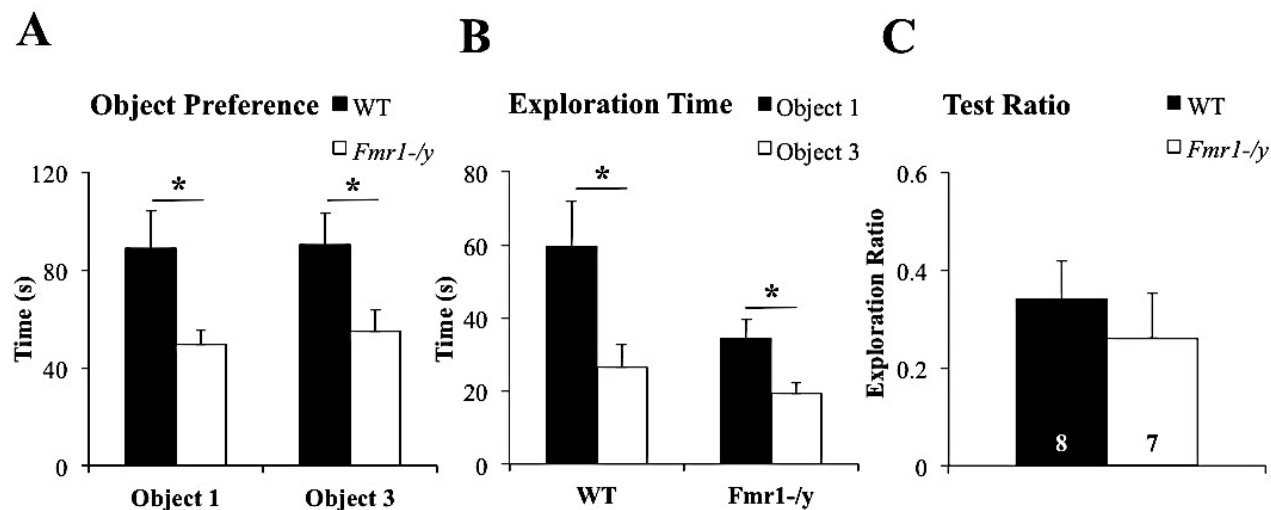 A
Object Preference
WT
Fmr1-/y
Time (s)
120
80
40
0
*
*
Object 1
Object 3
B
Exploration Time
Object 1
Object 3
Time (s)
80
60
40
20
0
*
*
WT
Fmr1-/y
C
Test Ratio
WT
Fmr1-/y
Exploration Ratio
0.6
0.4
0.2
0
8
7